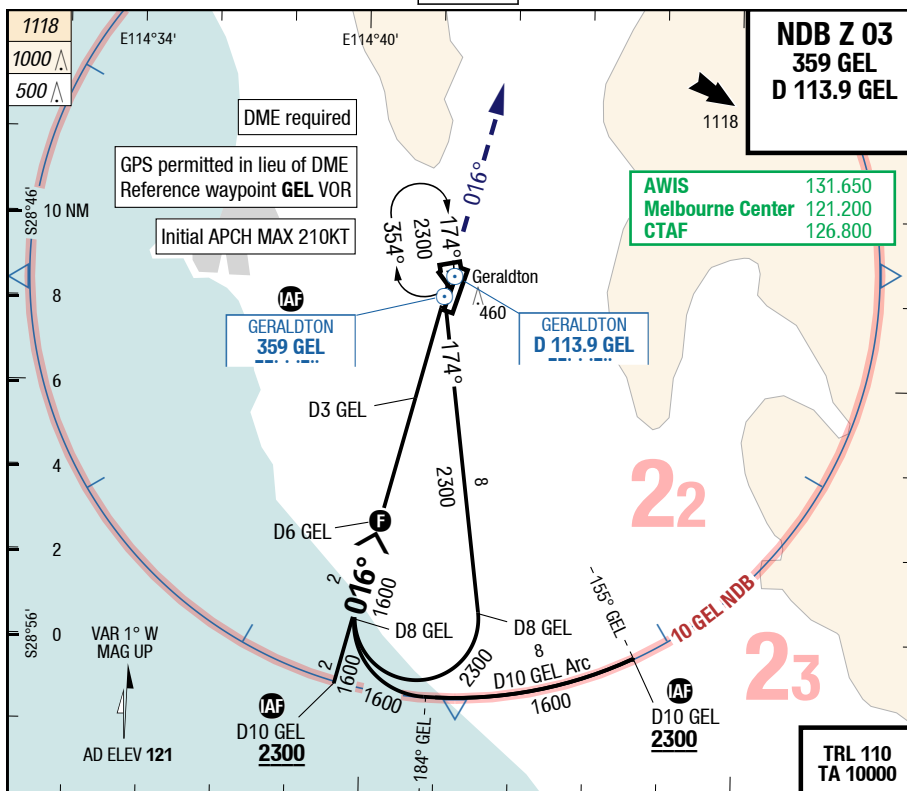 1118
1000
500
E114°34'
E114°40'
NDB Z 03
359 GEL
D 113.9 GEL
1118
DME required
GPS permitted in lieu of DME
Reference waypoint GEL VOR
Initial APCH MAX 210KT
AWIS 131.650
Melbourne Center 121.200
CTAF 126.800
S28°46'
10 NM
016°
174°
2300
354°
Geraldton
460
IAF
GERALDTON
359 GEL
GERALDTON
D 113.9 GEL
8
174°
D3 GEL
6
4
8
2300
22
D6 GEL
F
2
2
016°
1600
S28°56'
0
D8 GEL
D8 GEL
155° GEL
10 GEL NDB
VAR 1° W
MAG UP
2
1600
1600
2300
8
D10 GEL Arc
1600
23
IAF
D10 GEL
2300
184° GEL
IAF
D10 GEL
2300
AD ELEV 121
TRL 110
TA 10000